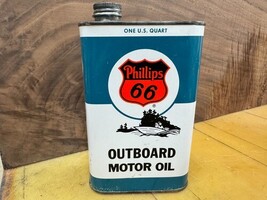 ONE U.S. QUART
Phillips
66
OUTBOARD
MOTOR OIL